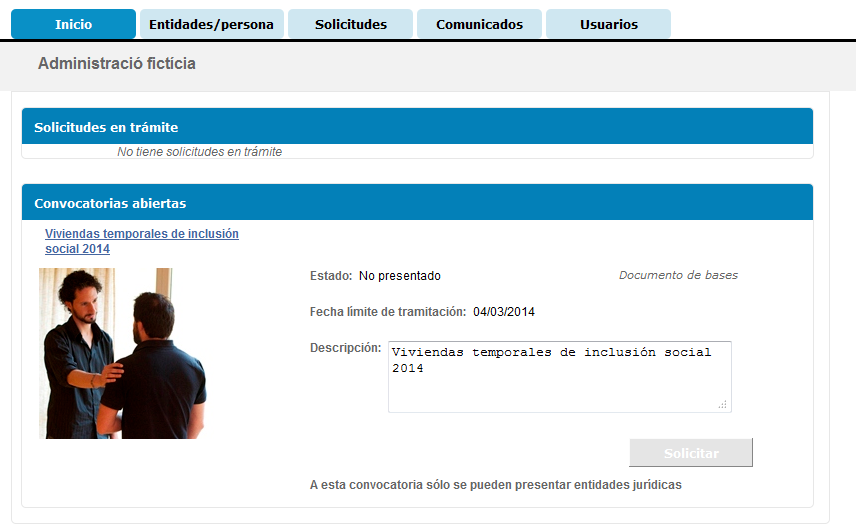 Inicio Entidades/persona Solicitudes Comunicados Usuarios
Administració fictícia
Solicitudes en trámite
No tiene solicitudes en trámite
Convocatorias abiertas
Viviendas temporales de inclusión
social 2014
Estado: No presentado Documento de bases
Fecha límite de tramitación: 04/03/2014
Descripción: Viviendas temporales de inclusión social
2014
Solicitar
A esta convocatoria sólo se pueden presentar entidades jurídicas